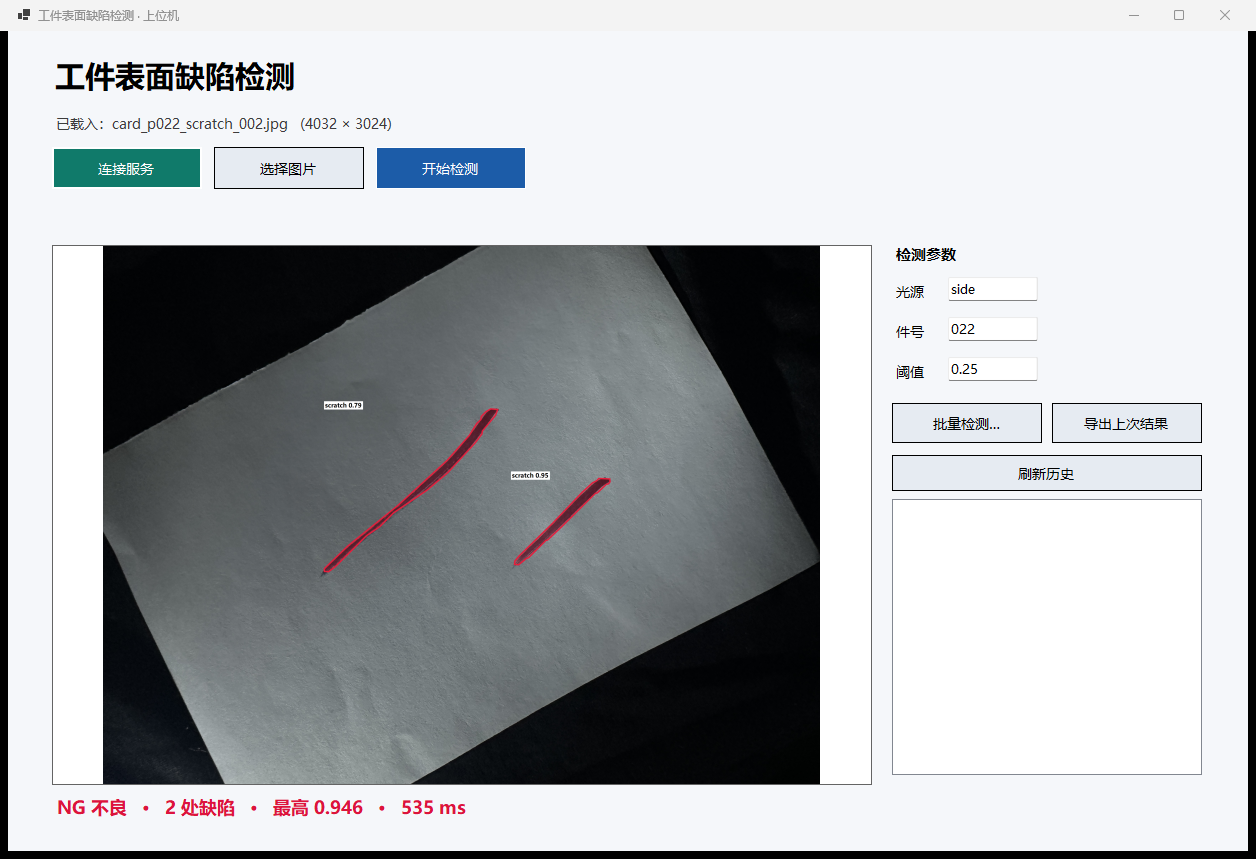 工件表面缺陷检测 · 上位机
工件表面缺陷检测
已载入：card_p022_scratch_002.jpg （4032 × 3024）
连接服务 选择图片 开始检测
检测参数
光源 side
件号 022
阈值 0.25
批量检测... 导出上次结果
刷新历史
scratch 0.79
scratch 0.95
NG 不良 • 2 处缺陷 • 最高 0.946 • 535 ms